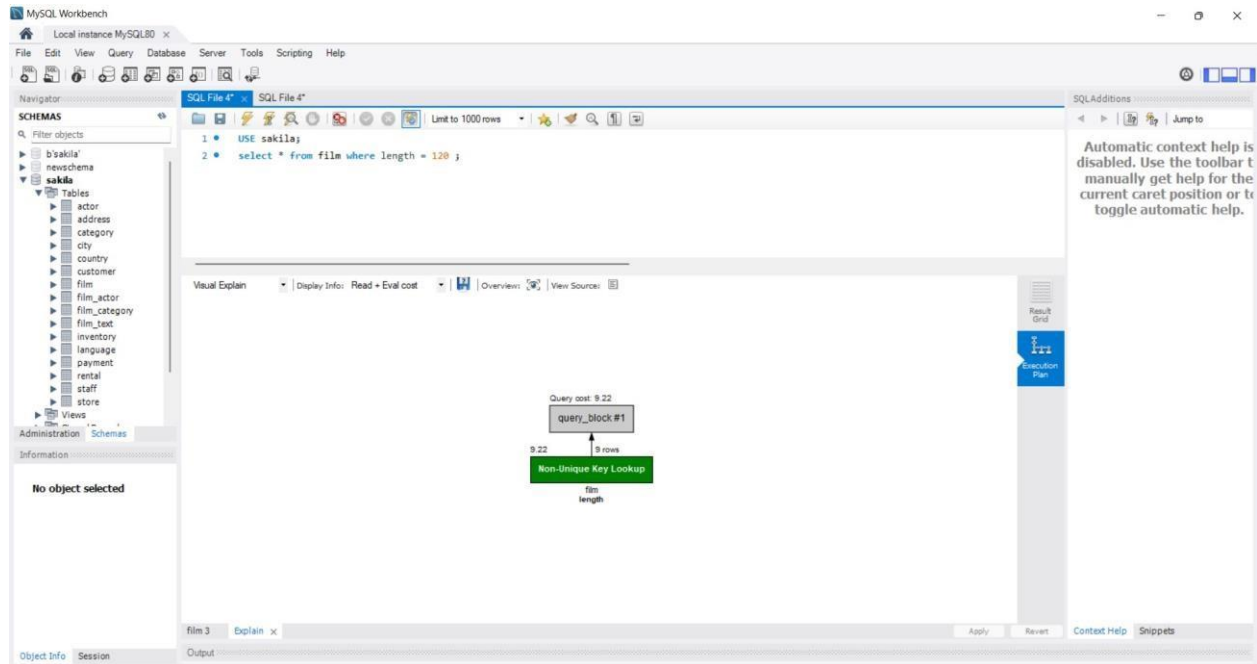 MySQL Workbench
Local instance MySQL80
File Edit View Query Database Server Tools Scripting Help
Navigator
SCHEMAS
Filter objects
b'sakila'
newschema
sakila
Tables
actor
address
category
city
country
customer
film
film_actor
film_category
film_text
inventory
language
payment
rental
staff
store
Views
Administration Schemas
Information
No object selected
Object Info Session
SQL File 4* SQL File 4*
Limit to 1000 rows
1 USE sakila;
2 select * from film where length = 120 ;
Visual Explain Display Info: Read + Eval cost Overview: View Source:
Query cost: 9.22
query_block #1
9.22 9 rows
Non-Unique Key Lookup
film
length
Result
Grid
Execution
Plan
film 3 Explain Apply Revert
Output
SQLAdditions
Jump to
Automatic context help is
disabled. Use the toolbar t
manually get help for the
current caret position or to
toggle automatic help.
Context Help Snippets